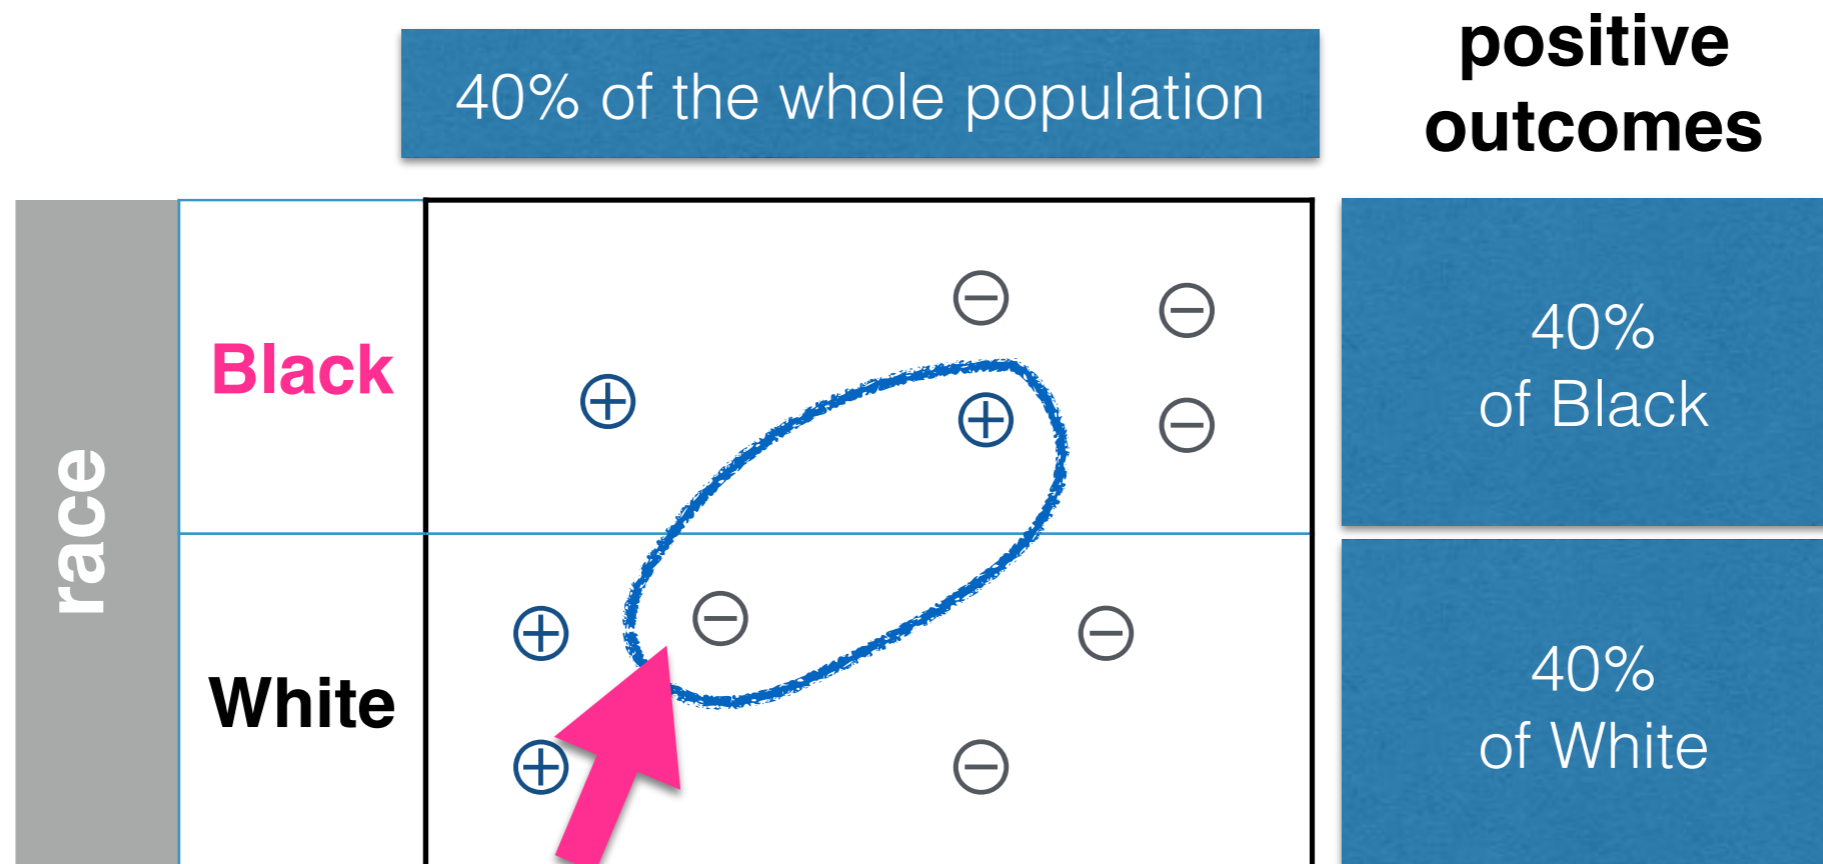 40% of the whole population
positive
outcomes
race
Black
40%
of Black
White
40%
of White